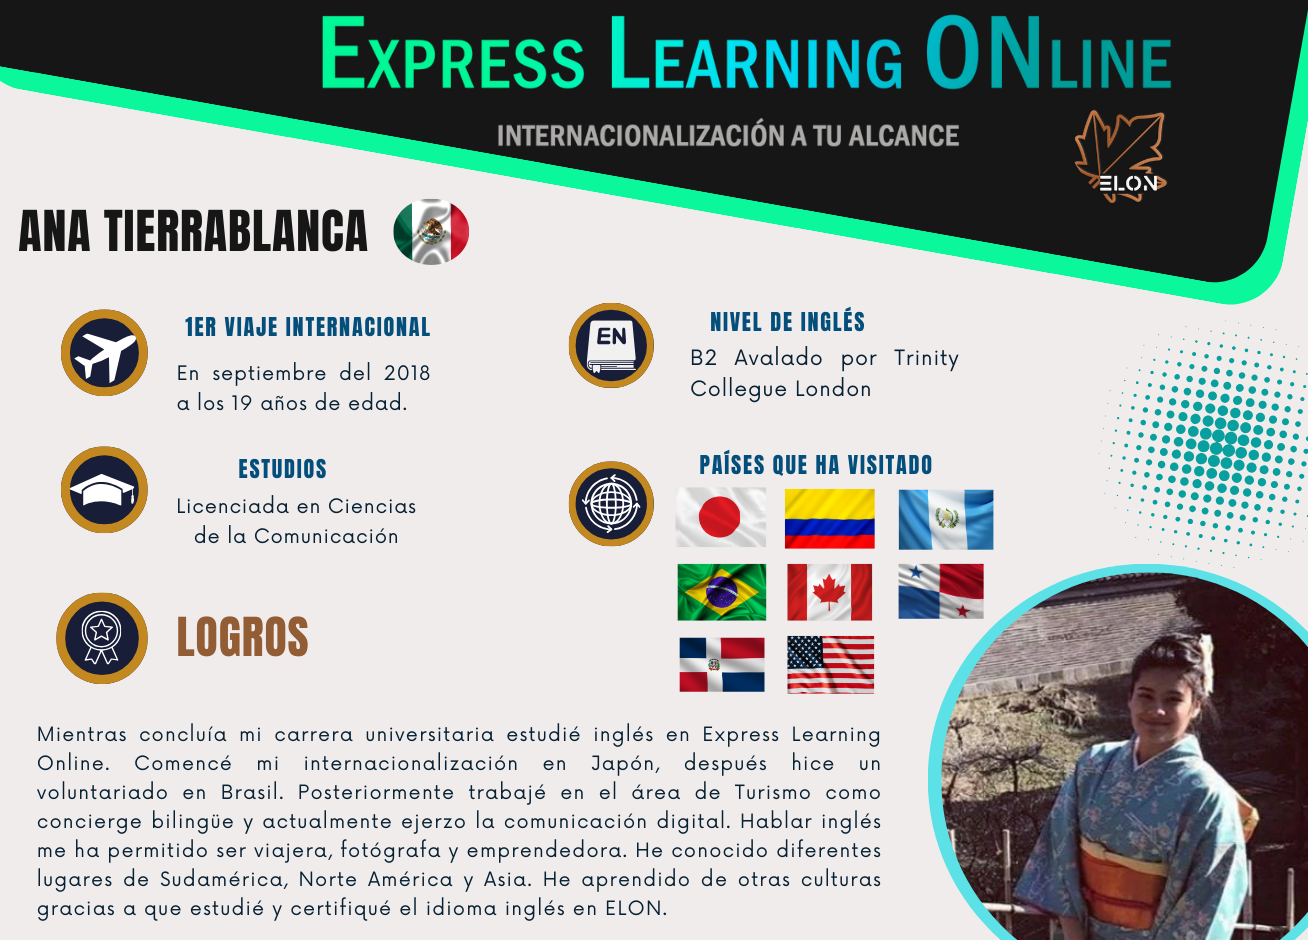 EXPRESS LEARNING ONLINE
INTERNACIONALIZACIÓN A TU ALCANCE
ELON
ANA TIERRABLANCA
1ER VIAJE INTERNACIONAL
En septiembre del 2018
a los 19 años de edad.
EN
NIVEL DE INGLÉS
B2 Avalado por Trinity
Collegue London
ESTUDIOS
Licenciada en Ciencias
de la Comunicación
PAÍSES QUE HA VISITADO
LOGROS
Mientras concluía mi carrera universitaria estudié inglés en Express Learning
Online. Comencé mi internacionalización en Japón, después hice un
voluntariado en Brasil. Posteriormente trabajé en el área de Turismo como
concierge bilingüe y actualmente ejerzo la comunicación digital. Hablar inglés
me ha permitido ser viajera, fotógrafa y emprendedora. He conocido diferentes
lugares de Sudamérica, Norte América y Asia. He aprendido de otras culturas
gracias a que estudié y certifiqué el idioma inglés en ELON.